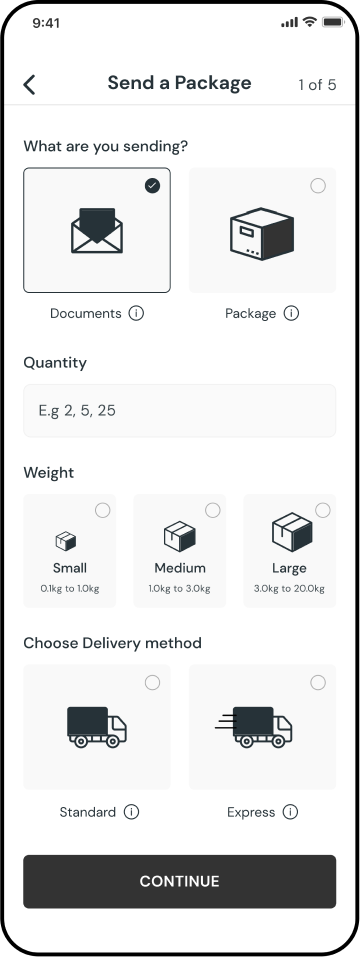 9:41
Send a Package 1 of 5
What are you sending?
Documents Package
Quantity
E.g 2, 5, 25
Weight
Small Medium Large
0.1kg to 1.0kg 1.0kg to 3.0kg 3.0kg to 20.0kg
Choose Delivery method
Standard Express
CONTINUE